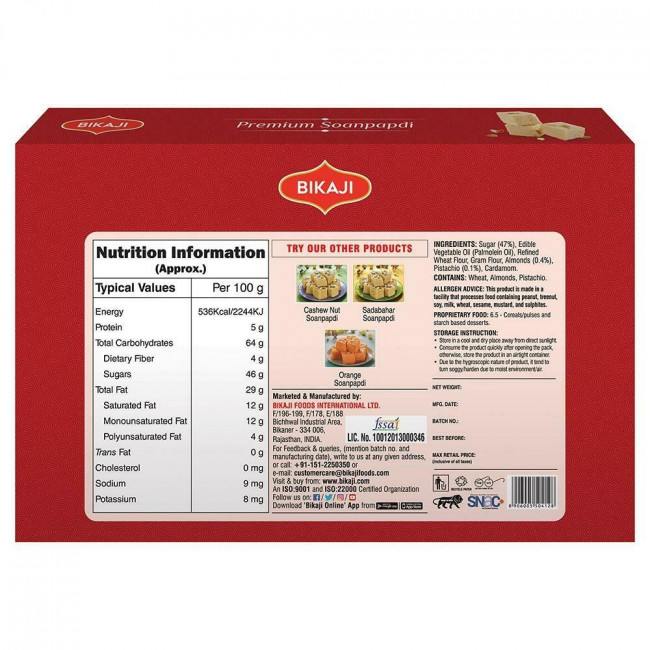 BIKAJI
Premium Soanpapdi
BIKAJI
Nutrition Information
(Approx.)
Typical Values Per 100 g
Energy 536Kcal/2244KJ
Protein 5 g
Total Carbohydrates 64 g
Dietary Fiber 4 g
Sugars 46 g
Total Fat 29 g
Saturated Fat 12 g
Monounsaturated Fat 12 g
Polyunsaturated Fat 4 g
Trans Fat 0 g
Cholesterol 0 mg
Sodium 9 mg
Potassium 8 mg
TRY OUR OTHER PRODUCTS
Cashew Nut
Soanpapdi
Sadabahar
Soanpapdi
Orange
Soanpapdi
Marketed & Manufactured by:
BIKAJI FOODS INTERNATIONAL LTD.
F/196-199, F/178, E/188
Bichhwal Industrial Area,
Bikaner - 334 006,
Rajasthan, INDIA.
fssai
LIC. No. 10012013000346
For Feedback & queries, (mention batch no. and
manufacturing date), write to us at any given address,
or call: +91-151-2250350 or
e-mail: customercare@bikajifoods.com
Visit & buy from: www.bikaji.com
An ISO:9001 and ISO:22000 Certified Organization
Follow us on:
Download 'Bikaji Online' App from
INGREDIENTS: Sugar (47%), Edible
Vegetable Oil (Palmolein Oil), Refined
Wheat Flour, Gram Flour, Almonds (0.4%),
Pistachio (0.1%), Cardamom.
CONTAINS: Wheat, Almonds, Pistachio.
ALLERGEN ADVICE: This product is made in a
facility that processes food containing peanut, treenut,
soy, milk, wheat, sesame, mustard, and sulphites.
PROPRIETARY FOOD: 6.5 - Cereals/pulses and
starch based desserts.
STORAGE INSTRUCTION:
• Store in a cool and dry place away from direct sunlight.
• Consume the product quickly after opening the pack,
otherwise, store the product in an airtight container.
• Due to the hygroscopic nature of product, it tend to
turn soggy/harden due to moist environment/air.
NET WEIGHT:
MFG. DATE:
BATCH NO.:
BEST BEFORE:
MAX RETAIL PRICE:
(inclusive of all taxes)
SNAC
8 906005 504128